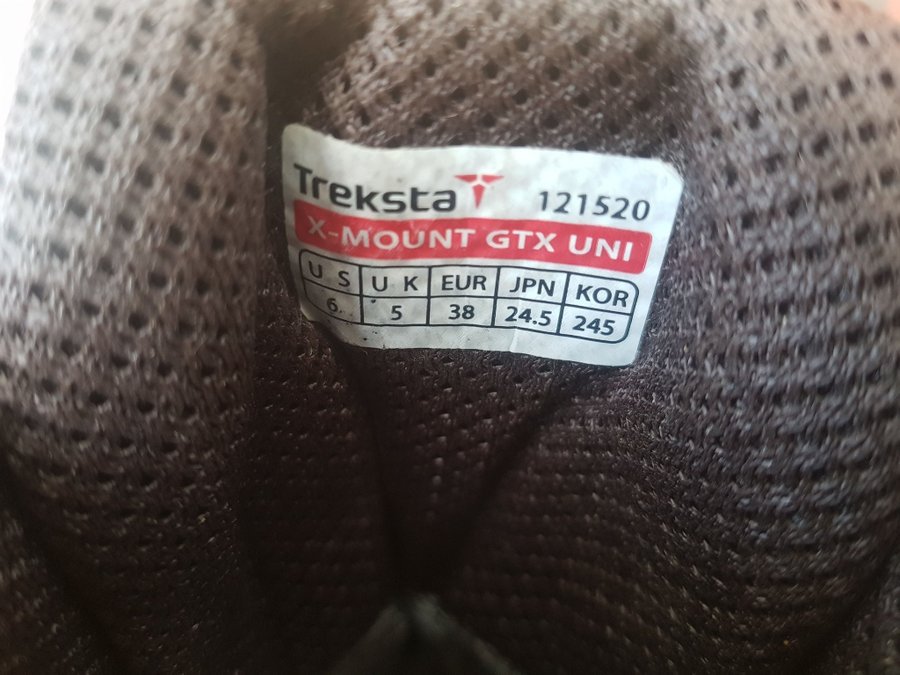 Treksta 121520
X-MOUNT GTX UNI
U S U K EUR JPN KOR
6 5 38 24.5 245